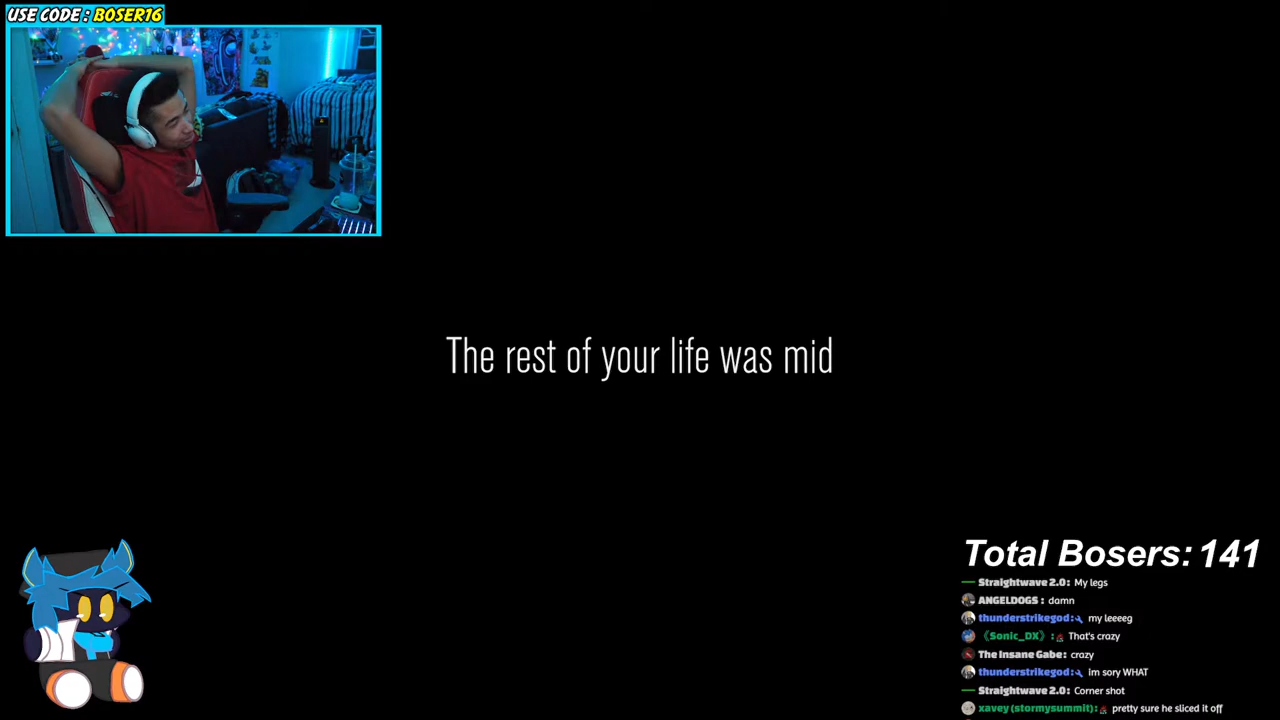 USE CODE : BOSER16
The rest of your life was mid
Total Bosers: 141
Straightwave 2.0: My legs
ANGELDOGS : damn
thunderstrikegod: my leeeeg
《Sonic_DX》: That's crazy
The Insane Gabe: crazy
thunderstrikegod: im sory WHAT
Straightwave 2.0: Corner shot
xavey (stormysummit): pretty sure he sliced it off